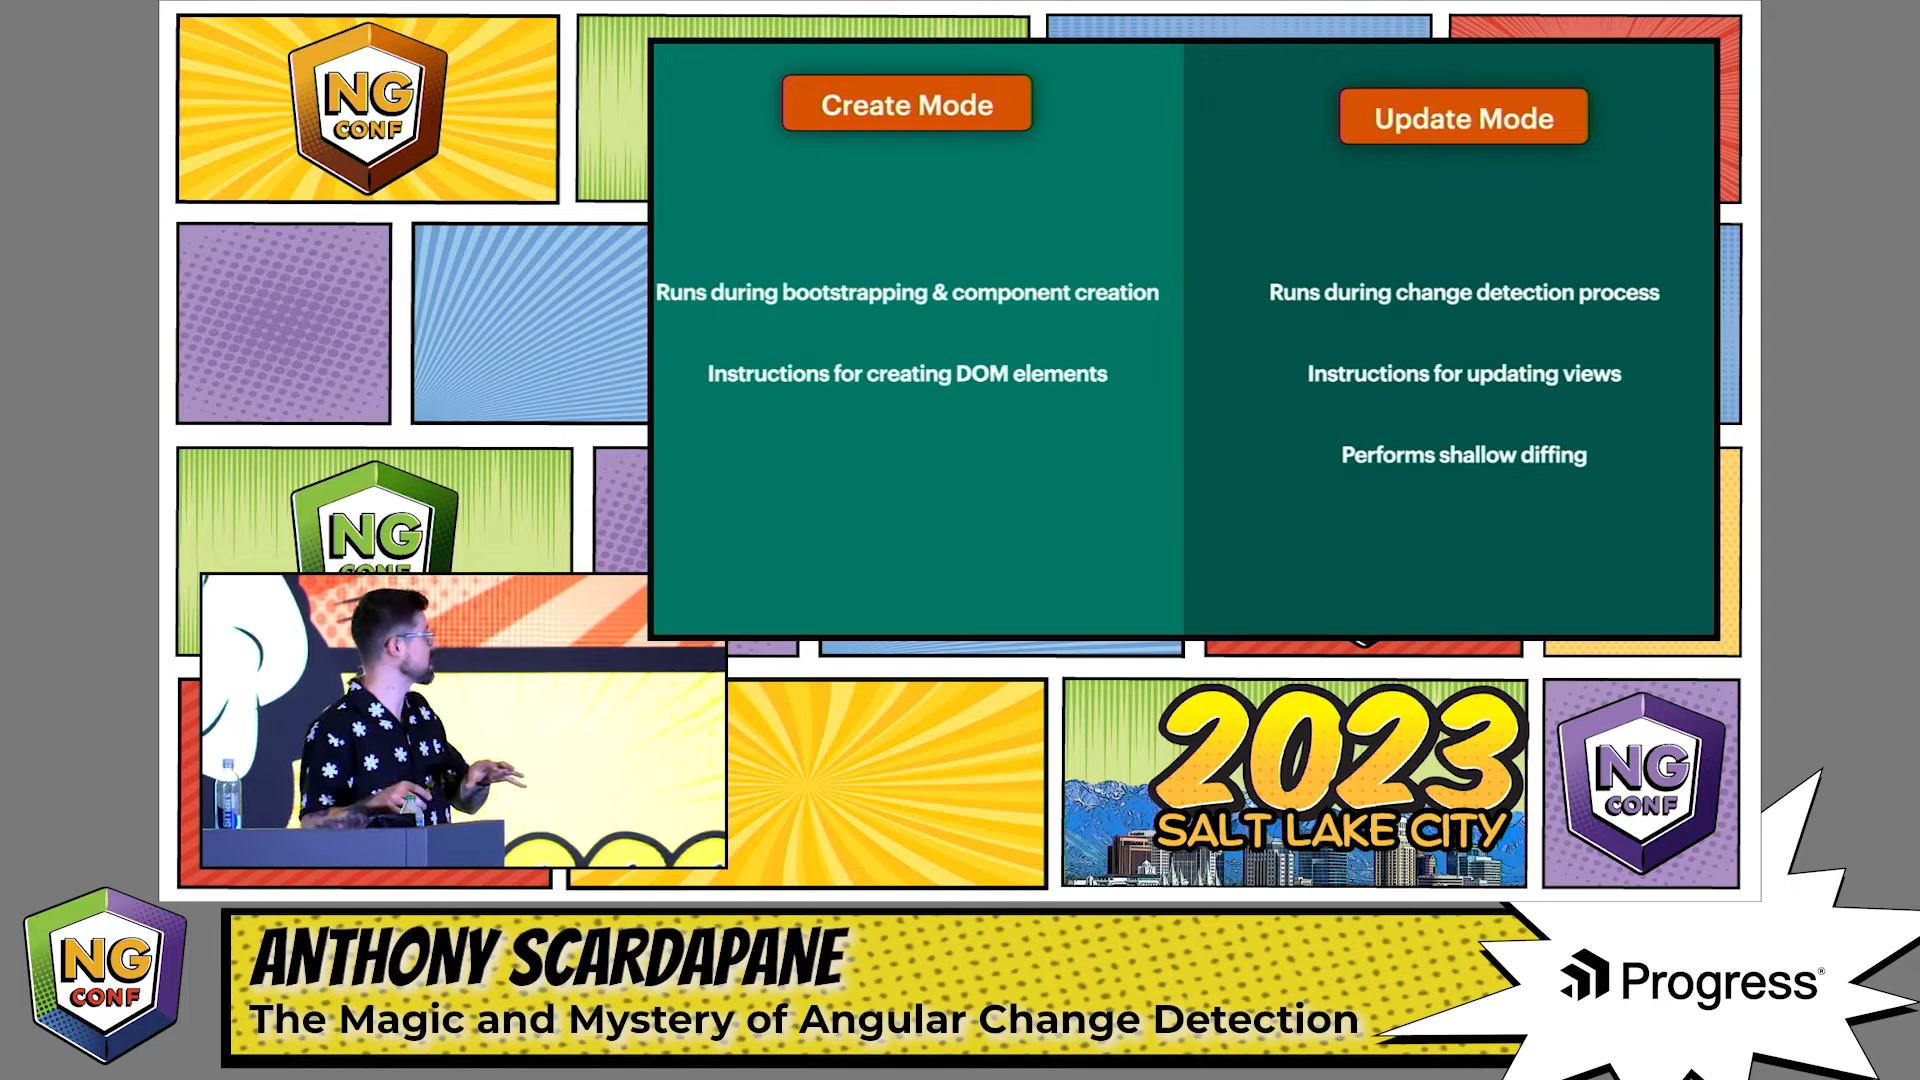 NG
CONF
Create Mode
Update Mode
Runs during bootstrapping & component creation
Runs during change detection process
Instructions for creating DOM elements
Instructions for updating views
Performs shallow diffing
NG
CONF
2023
SALT LAKE CITY
NG
CONF
NG
CONF
ANTHONY SCARDAPANE
The Magic and Mystery of Angular Change Detection
Progress®